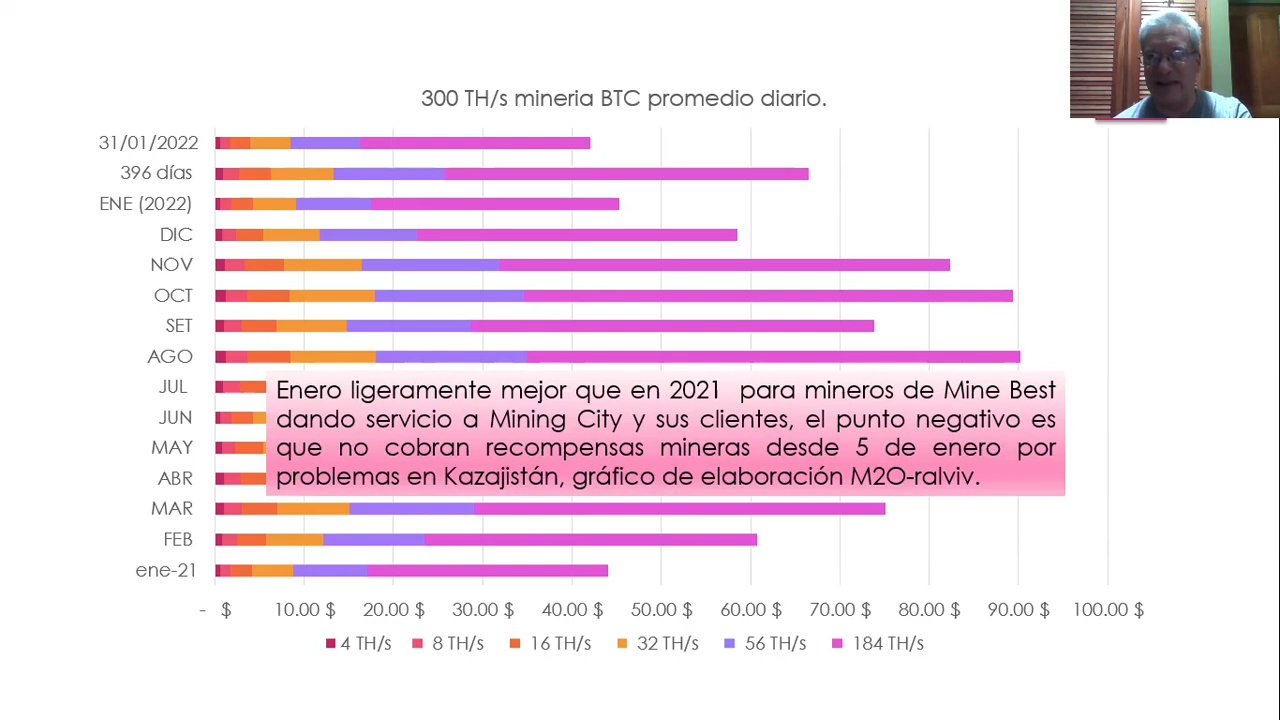 300 TH/s mineria BTC promedio diario.
31/01/2022
396 días
ENE (2022)
DIC
NOV
OCT
SET
AGO
JUL
JUN
MAY
ABR
MAR
FEB
ene-21
Enero ligeramente mejor que en 2021 para mineros de Mine Best
dando servicio a Mining City y sus clientes, el punto negativo es
que no cobran recompensas mineras desde 5 de enero por
problemas en Kazajistán, gráfico de elaboración M2O-ralviv.
- $ 10.00 $ 20.00 $ 30.00 $ 40.00 $ 50.00 $ 60.00 $ 70.00 $ 80.00 $ 90.00 $ 100.00 $
4 TH/s 8 TH/s 16 TH/s 32 TH/s 56 TH/s 184 TH/s